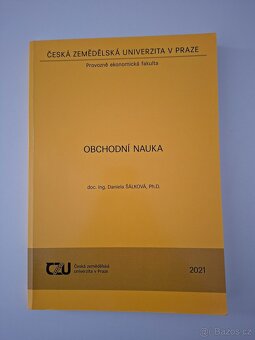 ČESKÁ ZEMĚDĚLSKÁ UNIVERZITA V PRAZE
Provozně ekonomická fakulta
OBCHODNÍ NAUKA
doc. Ing. Daniela ŠÁLKOVÁ, Ph.D.
CZU
Česká zemědělská
univerzita v Praze
2021
Bazos.cz